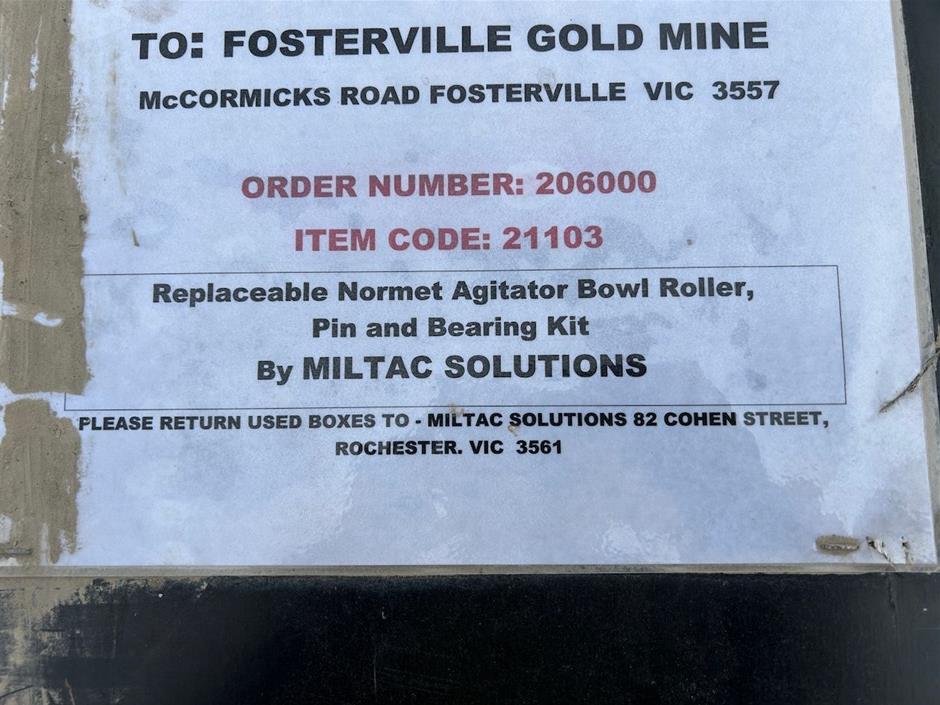 TO: FOSTERVILLE GOLD MINE
McCORMICKS ROAD FOSTERVILLE VIC 3557
ORDER NUMBER: 206000
ITEM CODE: 21103
Replaceable Normet Agitator Bowl Roller,
Pin and Bearing Kit
By MILTAC SOLUTIONS
PLEASE RETURN USED BOXES TO - MILTAC SOLUTIONS 82 COHEN STREET,
ROCHESTER. VIC 3561